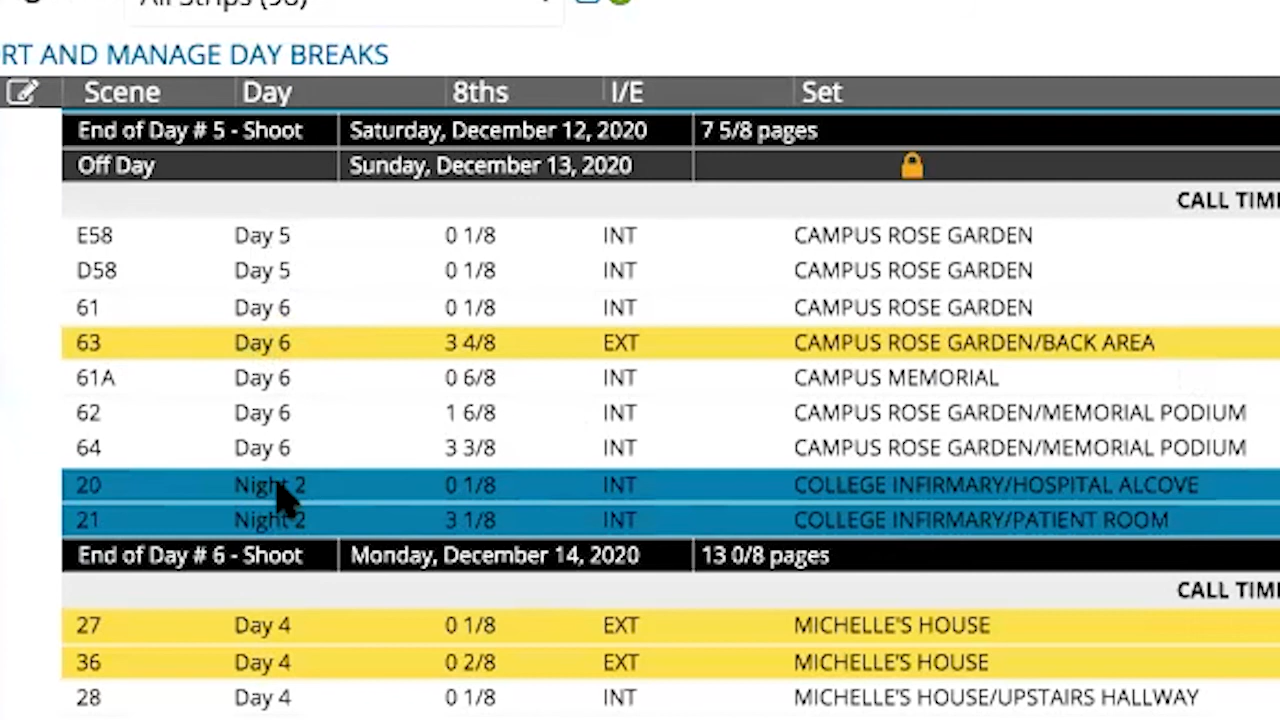 All Strips (96)
RT AND MANAGE DAY BREAKS
Scene Day 8ths I/E Set
End of Day # 5 - Shoot Saturday, December 12, 2020 7 5/8 pages
Off Day Sunday, December 13, 2020
CALL TIM
E58 Day 5 0 1/8 INT CAMPUS ROSE GARDEN
D58 Day 5 0 1/8 INT CAMPUS ROSE GARDEN
61 Day 6 0 1/8 INT CAMPUS ROSE GARDEN
63 Day 6 3 4/8 EXT CAMPUS ROSE GARDEN/BACK AREA
61A Day 6 0 6/8 INT CAMPUS MEMORIAL
62 Day 6 1 6/8 INT CAMPUS ROSE GARDEN/MEMORIAL PODIUM
64 Day 6 3 3/8 INT CAMPUS ROSE GARDEN/MEMORIAL PODIUM
20 Night 2 0 1/8 INT COLLEGE INFIRMARY/HOSPITAL ALCOVE
21 Night 2 3 1/8 INT COLLEGE INFIRMARY/PATIENT ROOM
End of Day # 6 - Shoot Monday, December 14, 2020 13 0/8 pages
CALL TIM
27 Day 4 0 1/8 EXT MICHELLE'S HOUSE
36 Day 4 0 2/8 EXT MICHELLE'S HOUSE
28 Day 4 0 1/8 INT MICHELLE'S HOUSE/UPSTAIRS HALLWAY